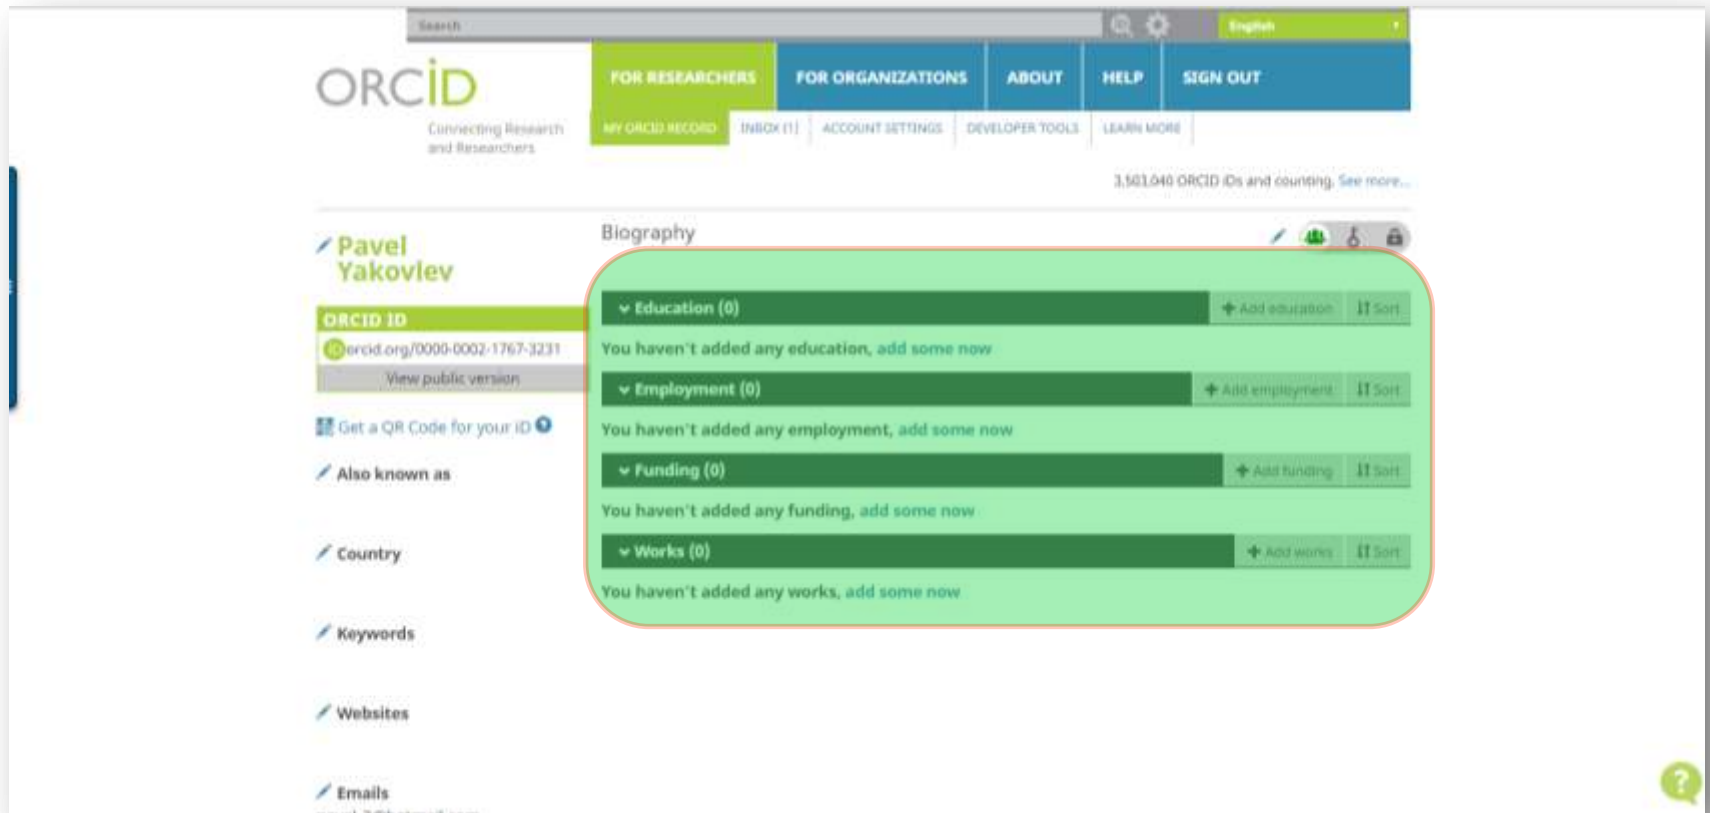 Search
English
ORCID
Connecting Research
and Researchers
FOR RESEARCHERS
FOR ORGANIZATIONS
ABOUT
HELP
SIGN OUT
MY ORCID RECORD
INBOX (1)
ACCOUNT SETTINGS
DEVELOPER TOOLS
LEARN MORE
3,503,040 ORCID iDs and counting. See more...
Pavel
Yakovlev
ORCID ID
iD orcid.org/0000-0002-1767-3231
View public version
Get a QR Code for your iD ?
Also known as
Country
Keywords
Websites
Emails
Biography
Education (0)
Add education
Sort
You haven't added any education, add some now
Employment (0)
Add employment
Sort
You haven't added any employment, add some now
Funding (0)
Add funding
Sort
You haven't added any funding, add some now
Works (0)
Add works
Sort
You haven't added any works, add some now
?